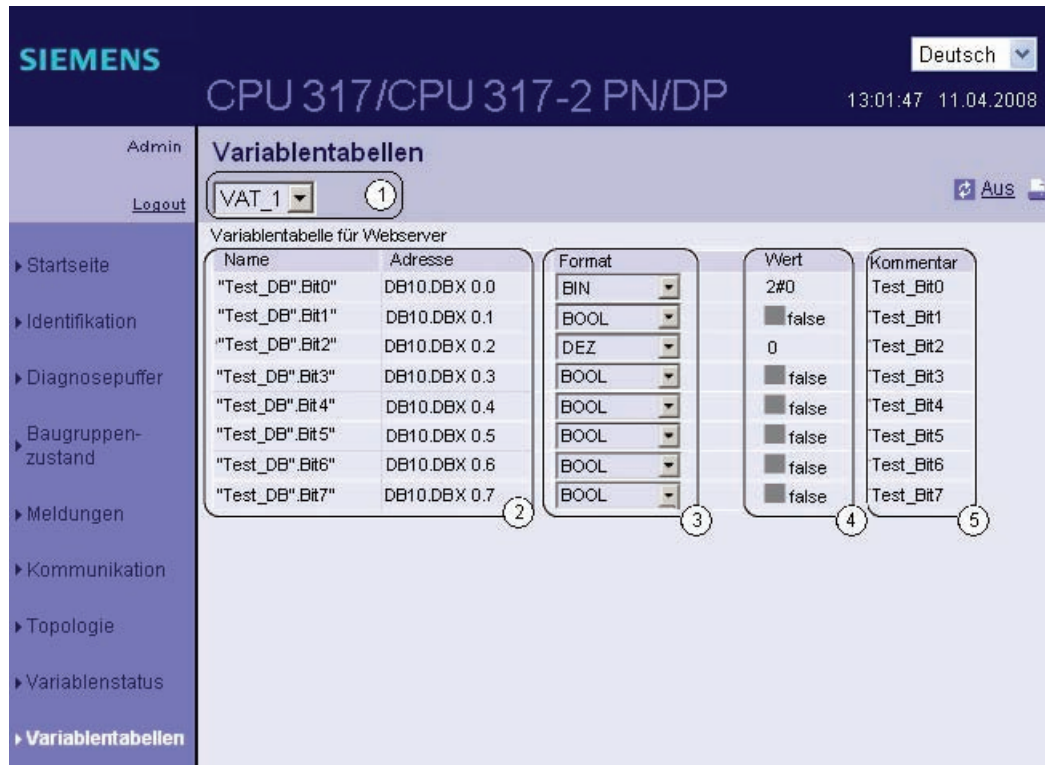 SIEMENS
Deutsch
CPU 317/CPU 317-2 PN/DP
13:01:47 11.04.2008
Admin
Logout
Variablentabellen
VAT_1 1
Aus
Startseite
Identifikation
Diagnosepuffer
Baugruppen-
zustand
Meldungen
Kommunikation
Topologie
Variablenstatus
Variablentabellen
Variablentabelle für Webserver
Name Adresse Format Wert Kommentar
"Test_DB".Bit0" DB10.DBX 0.0 BIN 2#0 Test_Bit0
"Test_DB".Bit1" DB10.DBX 0.1 BOOL false Test_Bit1
"Test_DB".Bit2" DB10.DBX 0.2 DEZ 0 Test_Bit2
"Test_DB".Bit3" DB10.DBX 0.3 BOOL false Test_Bit3
"Test_DB".Bit4" DB10.DBX 0.4 BOOL false Test_Bit4
"Test_DB".Bit5" DB10.DBX 0.5 BOOL false Test_Bit5
"Test_DB".Bit6" DB10.DBX 0.6 BOOL false Test_Bit6
"Test_DB".Bit7" DB10.DBX 0.7 BOOL false Test_Bit7
2 3 4 5